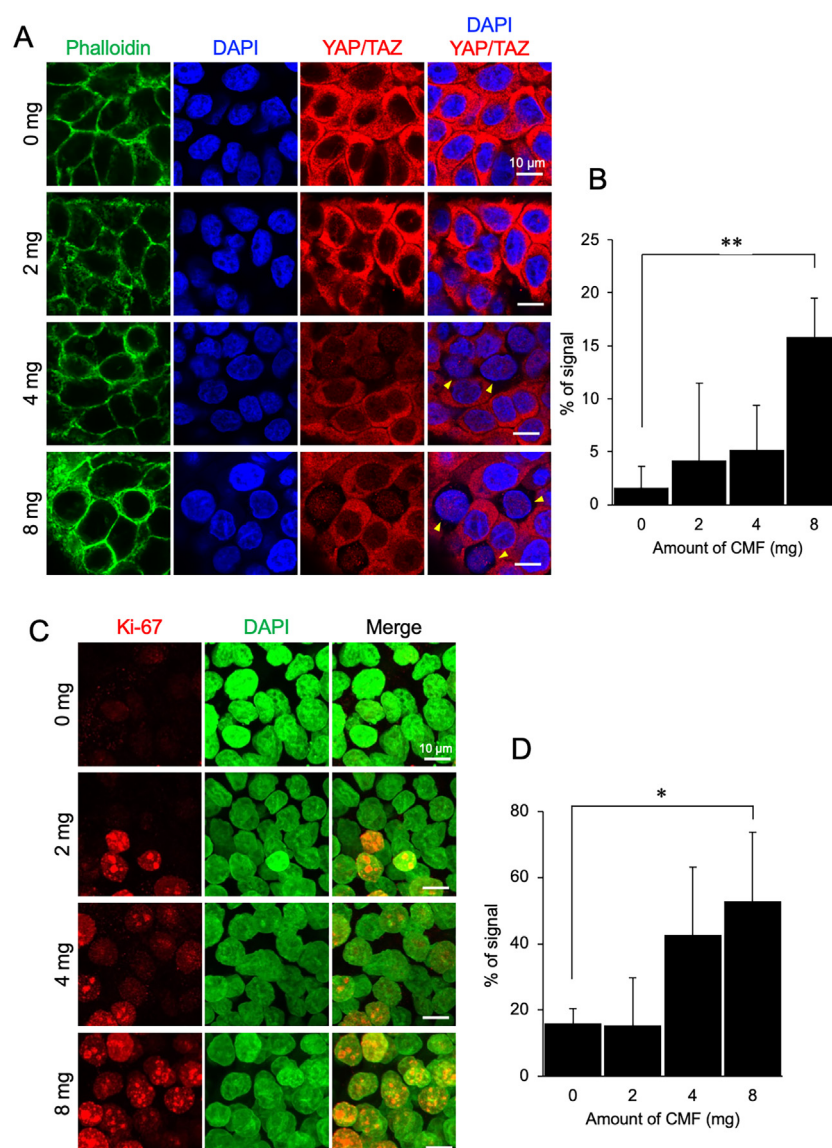 A
Phalloidin DAPI YAP/TAZ DAPI
YAP/TAZ
0 mg
10 µm
2 mg
4 mg
8 mg
B
**
25
20
15
10
5
0
% of signal
0 2 4 8
Amount of CMF (mg)
C
Ki-67 DAPI Merge
0 mg
10 µm
2 mg
4 mg
8 mg
D
*
80
60
40
20
0
% of signal
0 2 4 8
Amount of CMF (mg)